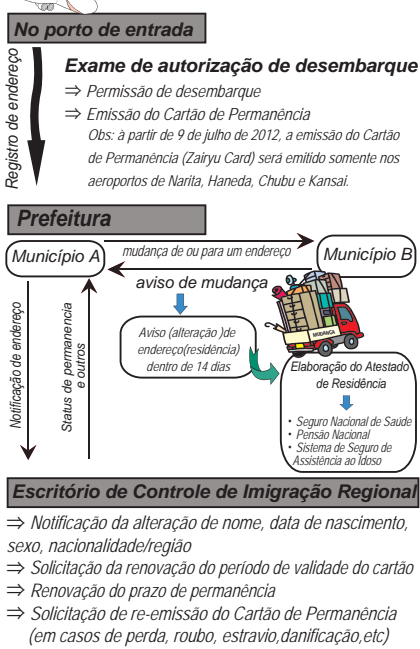 No porto de entrada
Registro de endereço
Exame de autorização de desembarque
⇒ Permissão de desembarque
⇒ Emissão do Cartão de Permanência
Obs: à partir de 9 de julho de 2012, a emissão do Cartão
de Permanência (Zairyu Card) será emitido somente nos
aeroportos de Narita, Haneda, Chubu e Kansai.
Prefeitura
Município A
mudança de ou para um endereço
Município B
aviso de mudança
MUDANÇA
Notificação de endereço
Status de permanencia
e outros
Aviso (alteração )de
endereço(residência)
dentro de 14 dias
Elaboração do Atestado
de Residência
• Seguro Nacional de Saúde
• Pensão Nacional
• Sistema de Seguro de
Assistência ao Idoso
Escritório de Controle de Imigração Regional
⇒ Notificação da alteração de nome, data de nascimento,
sexo, nacionalidade/região
⇒ Solicitação da renovação do período de validade do cartão
⇒ Renovação do prazo de permanência
⇒ Solicitação de re-emissão do Cartão de Permanência
(em casos de perda, roubo, estravio,danificação,etc)